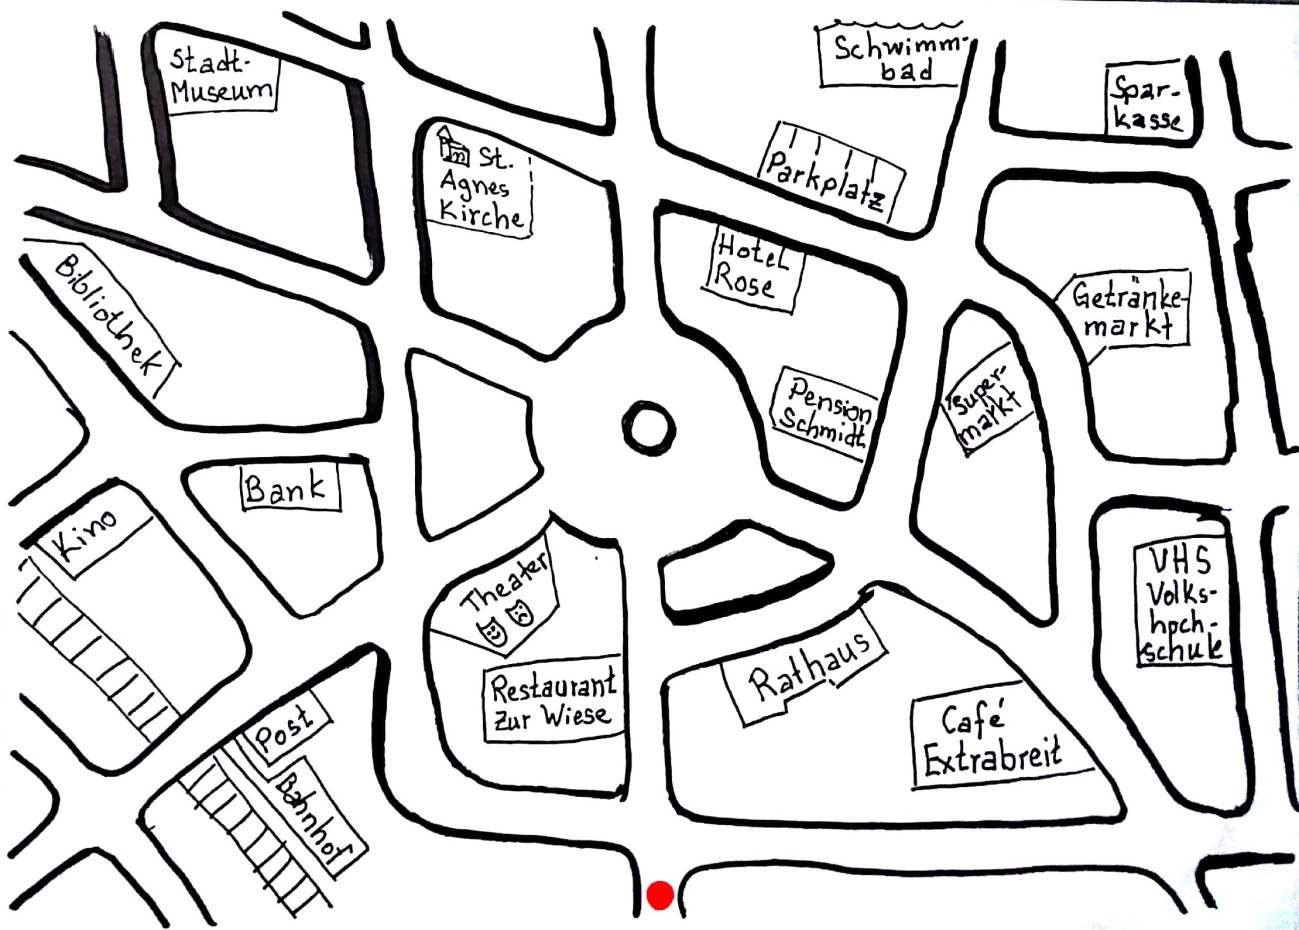 Stadt-
Museum
St.
Agnes
Kirche
Schwimm-
bad
Spar-
kasse
Parkplatz
Hotel
Rose
Getränke-
markt
Bibliothek
Pension
Schmidt
Super-
markt
Bank
Kino
Theater
VHS
Volks-
hoch-
schule
Restaurant
zur Wiese
Rathaus
Café
Extrabreit
Post
Bahnhof